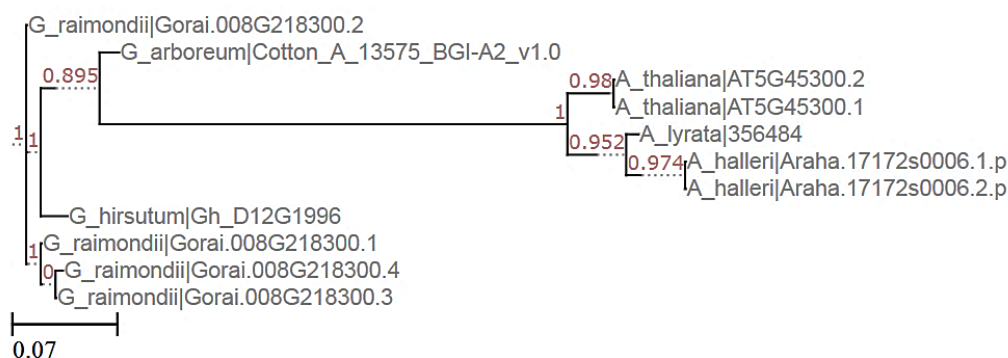 G_raimondii|Gorai.008G218300.2
G_arboreum|Cotton_A_13575_BGI-A2_v1.0
0.895
0.98
A_thaliana|AT5G45300.2
1
A_thaliana|AT5G45300.1
1
1
A_lyrata|356484
0.952
0.974
A_halleri|Araha.17172s0006.1.p
A_halleri|Araha.17172s0006.2.p
G_hirsutum|Gh_D12G1996
1
G_raimondii|Gorai.008G218300.1
0
G_raimondii|Gorai.008G218300.4
G_raimondii|Gorai.008G218300.3
0.07